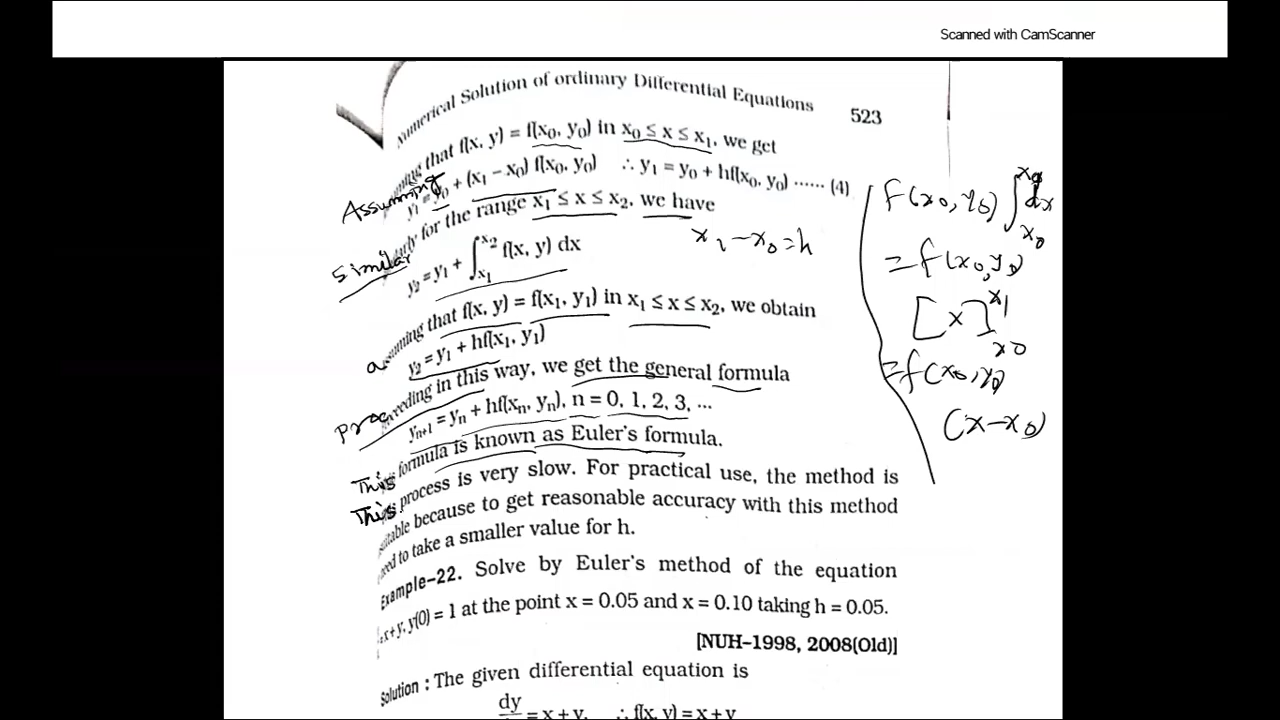 Scanned with CamScanner
Numerical Solution of ordinary Differential Equations 523
that f(x, y) = f(x₀, y₀) in x₀ ≤ x ≤ x₁, we get
Assuming
y₁ = y₀ + (x₁ − x₀) f(x₀, y₀) ∴ y₁ = y₀ + hf(x₀, y₀) ...... (4)
Similarly for the range x₁ ≤ x ≤ x₂, we have
y₂ = y₁ + ∫ₓ₁ˣ² f(x, y) dx
x₁ − x₀ = h
assuming that f(x, y) = f(x₁, y₁) in x₁ ≤ x ≤ x₂, we obtain
y₂ = y₁ + hf(x₁, y₁)
Proceeding in this way, we get the general formula
yₙ₊₁ = yₙ + hf(xₙ, yₙ), n = 0, 1, 2, 3, ...
This formula is known as Euler's formula.
This process is very slow. For practical use, the method is
because to get reasonable accuracy with this method
to take a smaller value for h.
Example–22. Solve by Euler's method of the equation
x+y, y(0) = 1 at the point x = 0.05 and x = 0.10 taking h = 0.05.
[NUH–1998, 2008(Old)]
Solution : The given differential equation is
dy
= x + y, ∴ f(x, y) = x + y
f(x₀, y₀) ∫ dx
x₀
= f(x₀, y₀)
[x] x₁
x₀
= f(x₀, y₀)
(x − x₀)